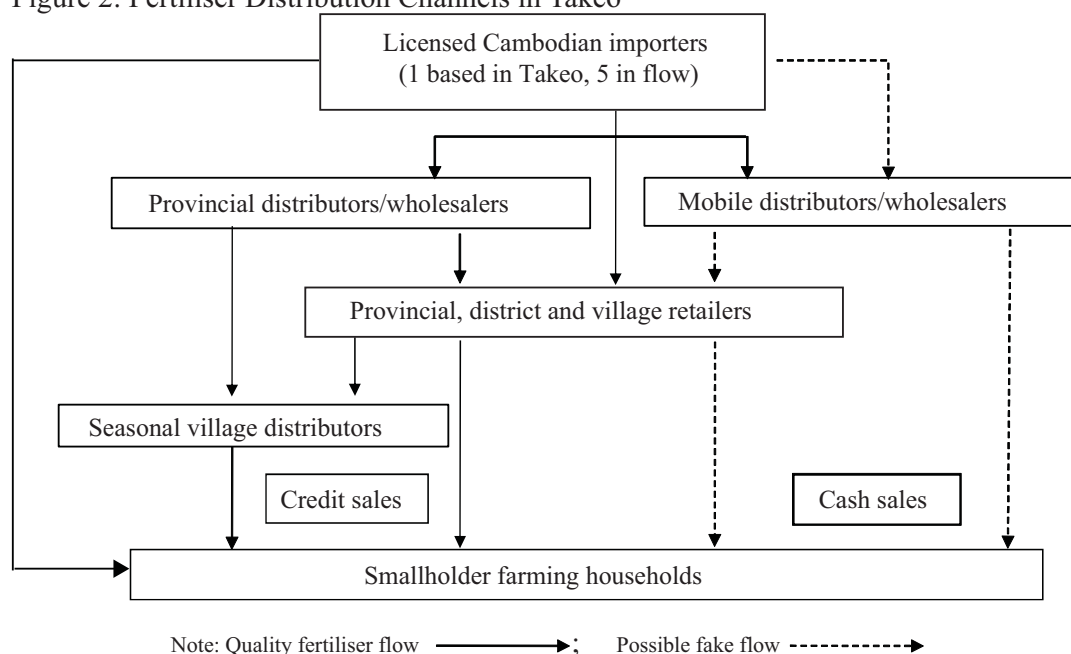 Figure 2: Fertiliser Distribution Channels in Takeo
Licensed Cambodian importers
(1 based in Takeo, 5 in flow)
Provincial distributors/wholesalers
Mobile distributors/wholesalers
Provincial, district and village retailers
Seasonal village distributors
Credit sales
Cash sales
Smallholder farming households
Note: Quality fertiliser flow ; Possible fake flow